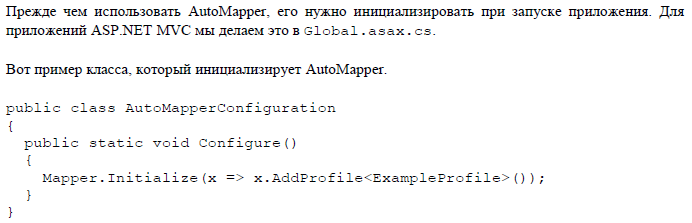 Прежде чем использовать AutoMapper, его нужно инициализировать при запуске приложения. Для
приложений ASP.NET MVC мы делаем это в Global.asax.cs.
Вот пример класса, который инициализирует AutoMapper.
public class AutoMapperConfiguration
{
  public static void Configure()
  {
    Mapper.Initialize(x => x.AddProfile<ExampleProfile>());
  }
}